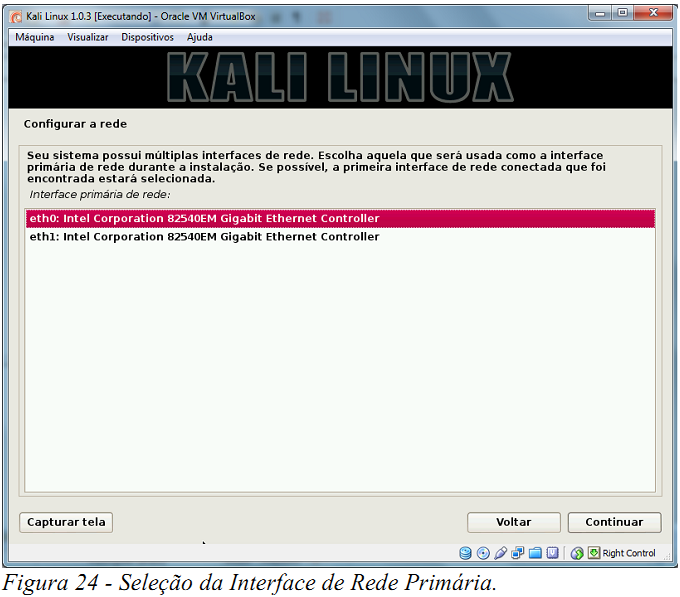 Kali Linux 1.0.3 [Executando] - Oracle VM VirtualBox
Máquina Visualizar Dispositivos Ajuda
KALI LINUX
Configurar a rede
Seu sistema possui múltiplas interfaces de rede. Escolha aquela que será usada como a interface
primária de rede durante a instalação. Se possível, a primeira interface de rede conectada que foi
encontrada estará selecionada.
Interface primária de rede:
eth0: Intel Corporation 82540EM Gigabit Ethernet Controller
eth1: Intel Corporation 82540EM Gigabit Ethernet Controller
Capturar tela Voltar Continuar
Right Control
Figura 24 - Seleção da Interface de Rede Primária.